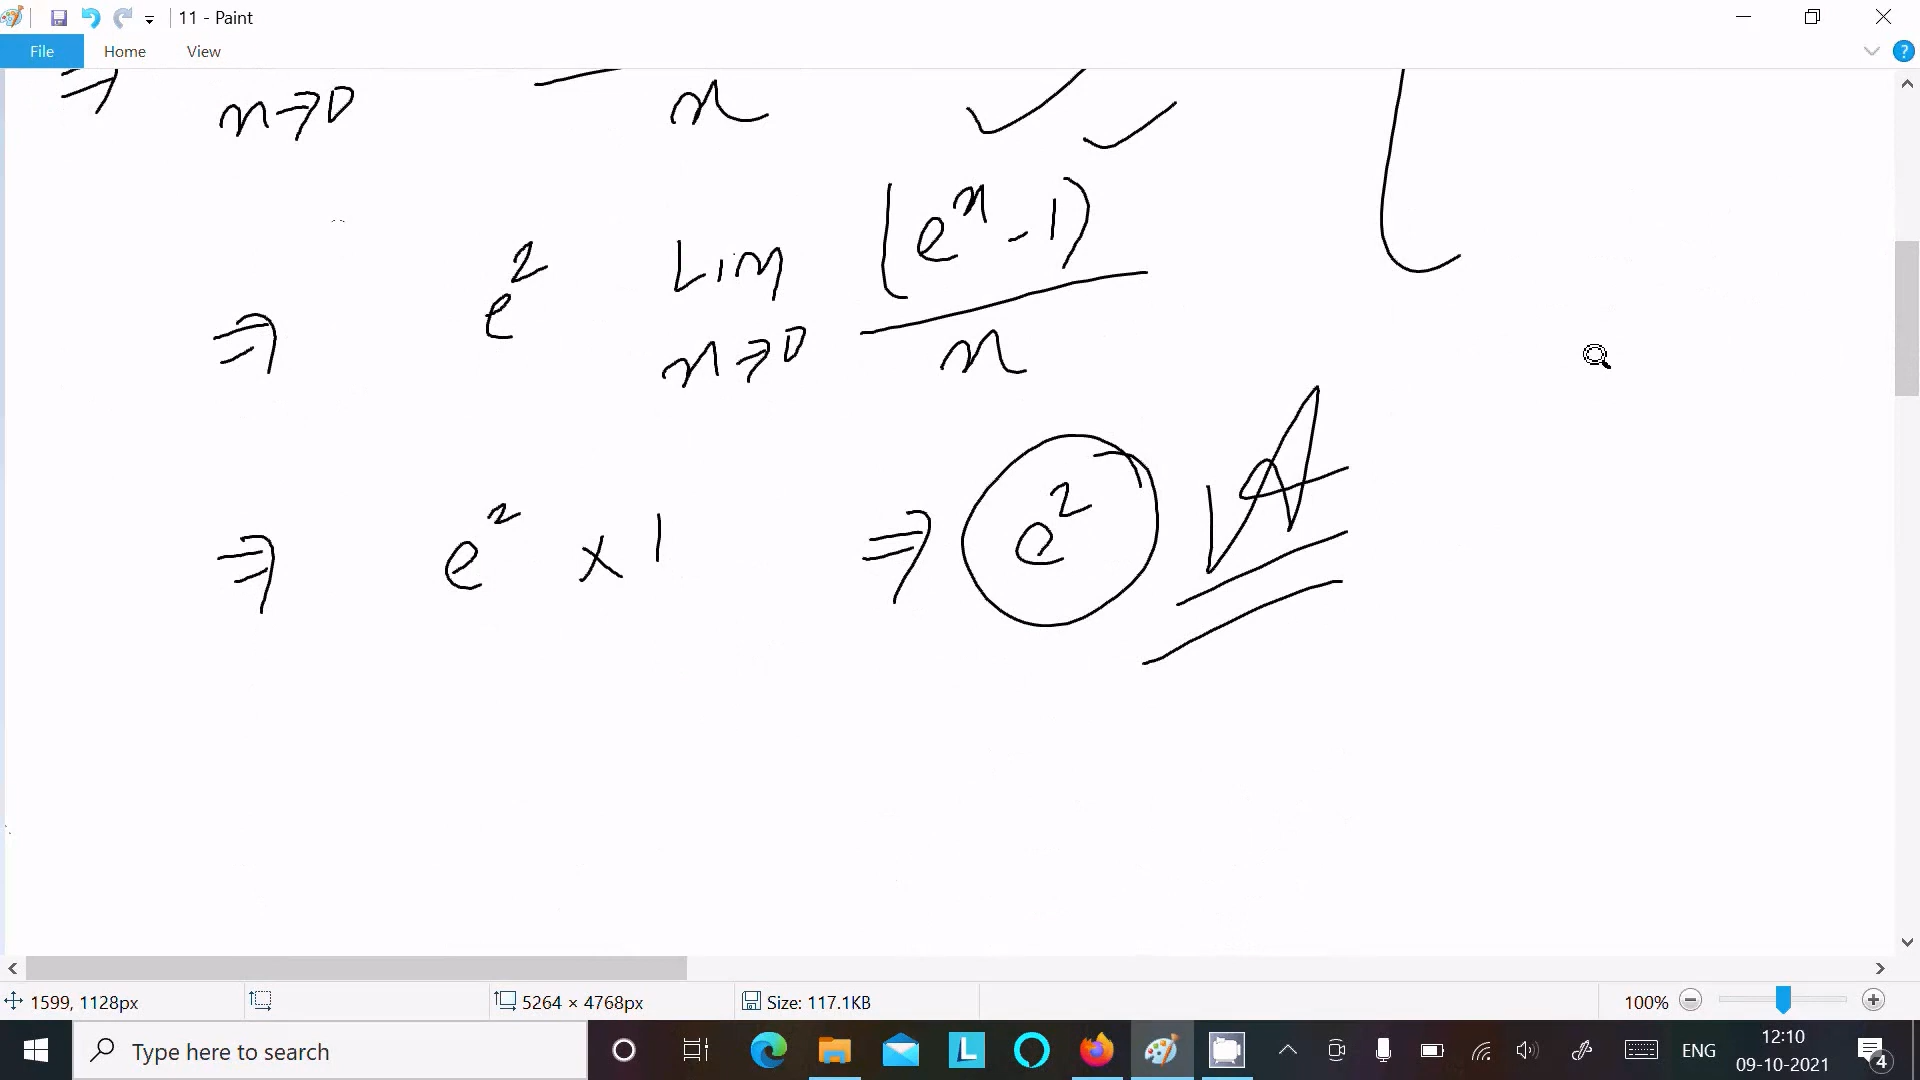 11 - Paint
File Home View
⇒ x→0 x
⇒ e² Lim x→0 (eˣ - 1) / x
⇒ e² × 1 ⇒ e²
1599, 1128px 5264 × 4768px Size: 117.1KB 100%
Type here to search L ENG 12:10
09-10-2021 4